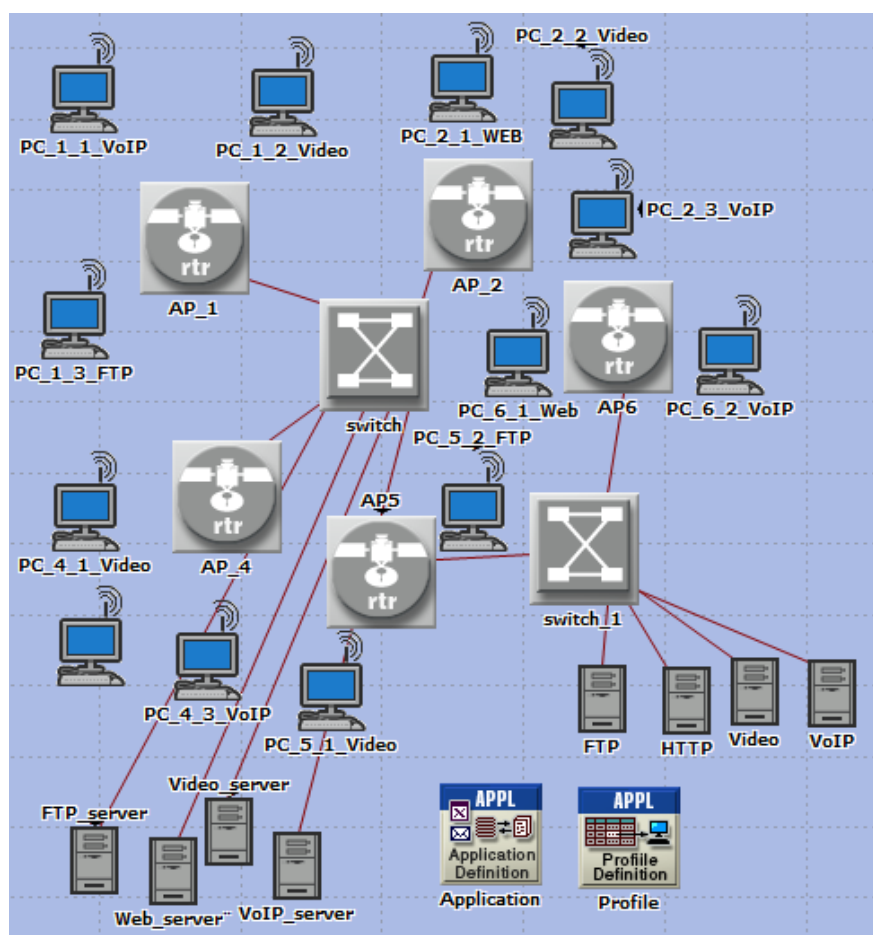 PC_2_2_Video
PC_1_1_VoIP
PC_1_2_Video
PC_2_1_WEB
rtr
AP_1
rtr
AP_2
PC_2_3_VoIP
PC_1_3_FTP
switch
PC_6_1_Web
rtr
AP6
PC_6_2_VoIP
PC_5_2_FTP
rtr
AP_4
AP5
rtr
PC_4_1_Video
switch_1
PC_4_3_VoIP
PC_5_1_Video
FTP
HTTP
Video
VoIP
Video_server
FTP_server
Web_server
VoIP_server
APPL
Application
Definition
Application
APPL
Profiile
Definition
Profile